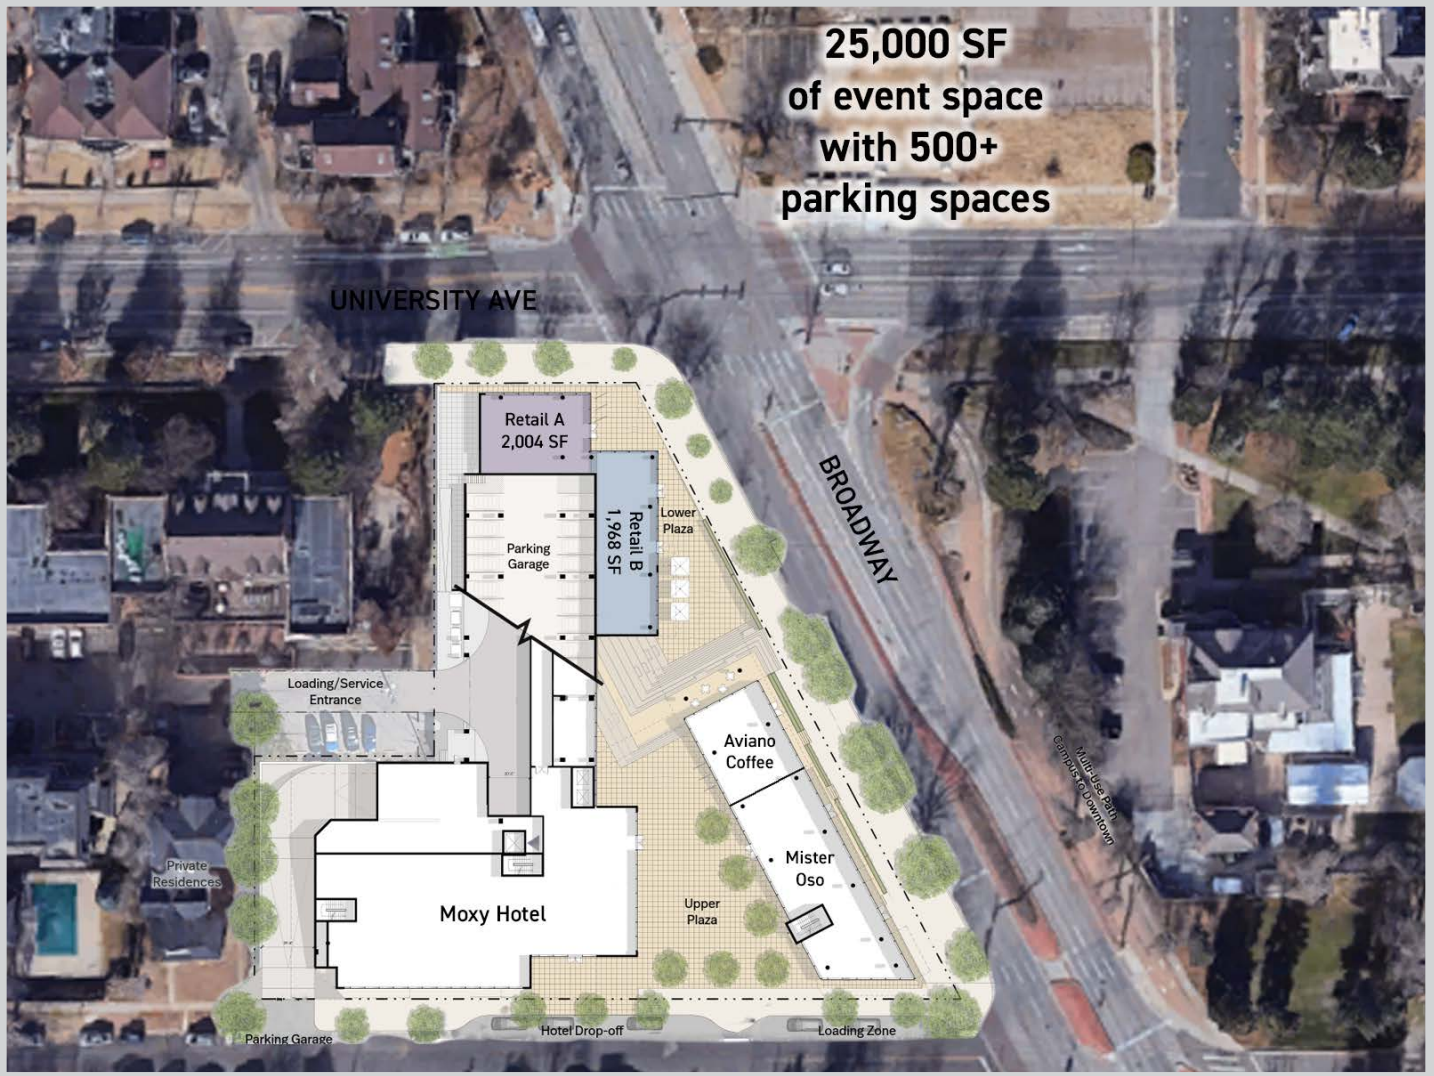 25,000 SF
of event space
with 500+
parking spaces
UNIVERSITY AVE
Retail A
2,004 SF
Retail B
1,968 SF
Lower
Plaza
Parking
Garage
BROADWAY
Loading/Service
Entrance
Aviano
Coffee
Multi-Use Path
Campus to Downtown
Mister
Oso
Private
Residences
Moxy Hotel
Upper
Plaza
Hotel Drop-off
Loading Zone
Parking Garage